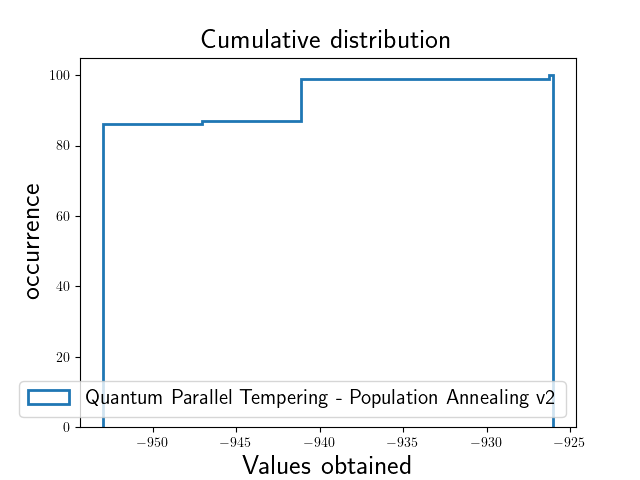 Cumulative distribution
100
80
60
40
20
0
occurrence
Quantum Parallel Tempering - Population Annealing v2
−950 −945 −940 −935 −930 −925
Values obtained